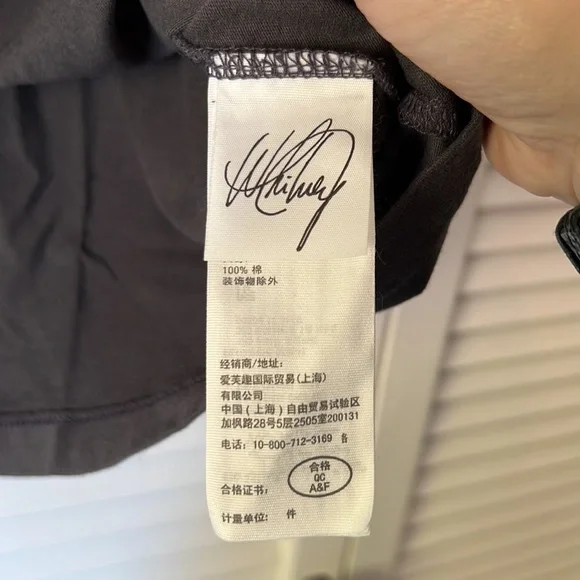 Whitney
100% 棉
装饰物除外
经销商/地址:
爱芙趣国际贸易(上海)
有限公司
中国（上海）自由贸易试验区
加枫路28号5层2505室200131
电话: 10-800-712-3169
合格证书:
合格
QC
A&F
计量单位: 件